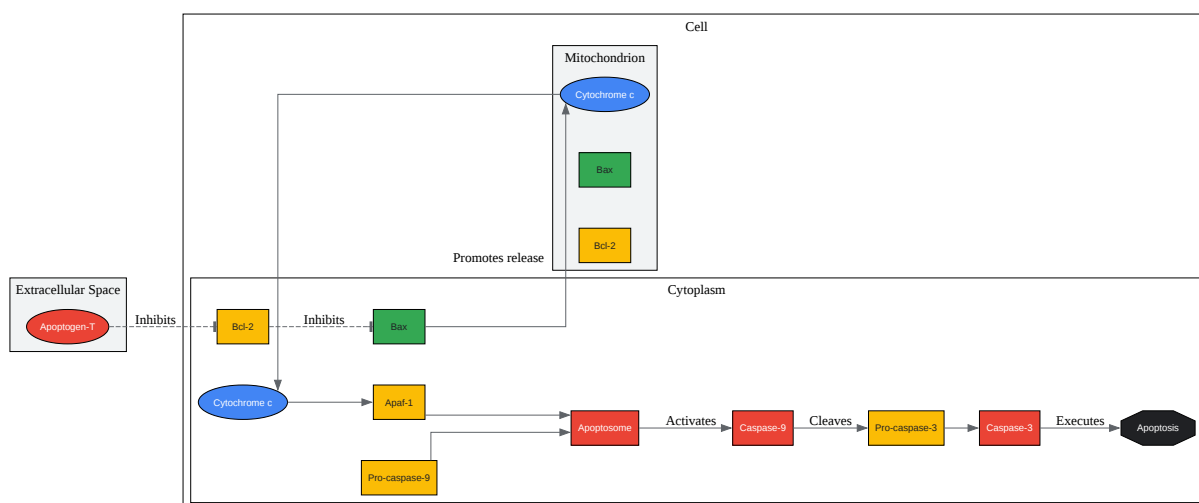 Cell
Mitochondrion
Cytochrome c
Bax
Bcl-2
Promotes release
Extracellular Space
Cytoplasm
Apoptogen-T
Inhibits
Bcl-2
Inhibits
Bax
Cytochrome c
Apaf-1
Apoptosome
Activates
Caspase-9
Cleaves
Pro-caspase-3
Caspase-3
Executes
Apoptosis
Pro-caspase-9